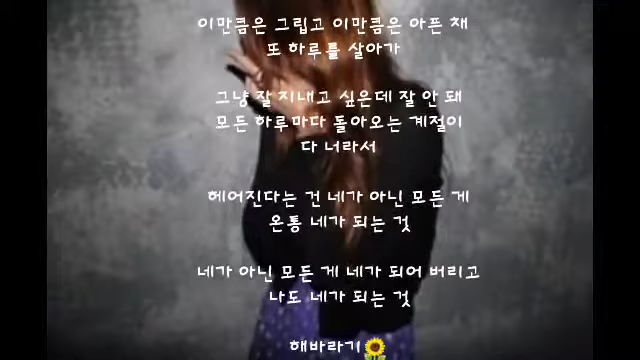 이만큼은 그립고 이만큼은 아픈 채
또 하루를 살아가
그냥 잘 지내고 싶은데 잘 안 돼
모든 하루마다 돌아오는 계절이
다 너라서
헤어진다는 건 네가 아닌 모든 게
온통 네가 되는 것
네가 아닌 모든 게 네가 되어 버리고
나도 네가 되는 것
해바라기🌻